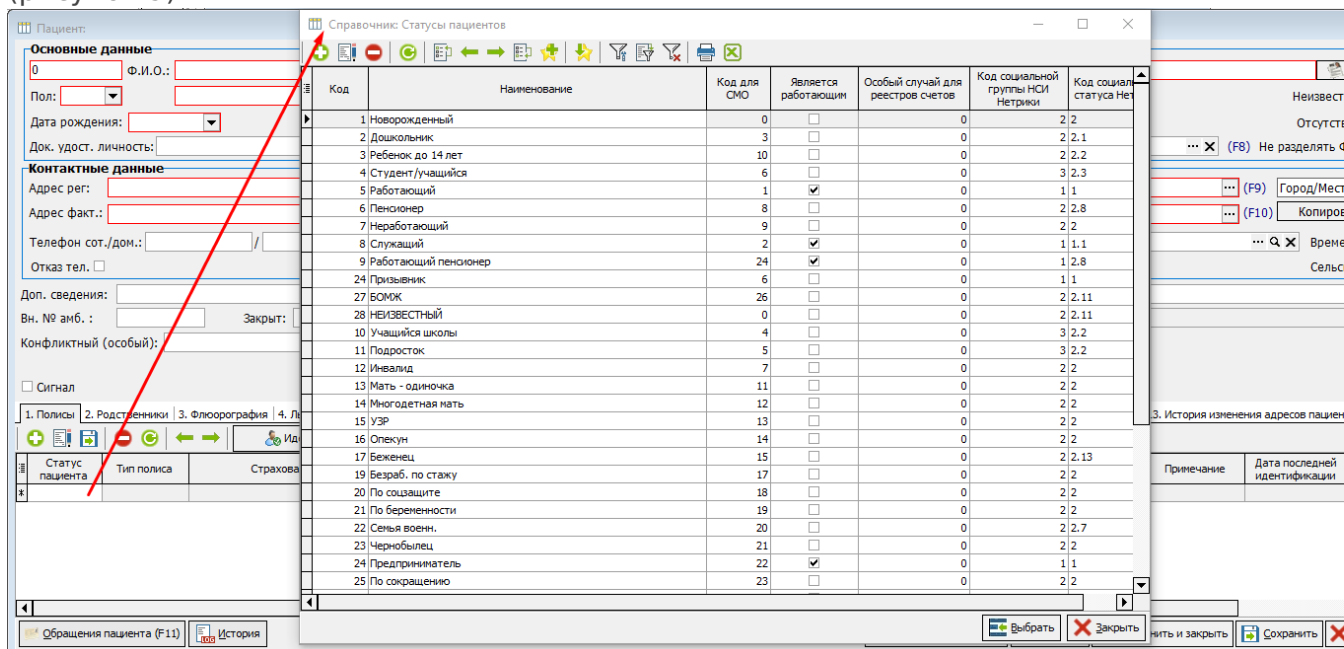 Пациент:
Основные данные
0 Ф.И.О.:
Пол:
Дата рождения:
Док. удост. личность:
Контактные данные
Адрес рег:
Адрес факт.:
Телефон сот./дом.: /
Отказ тел.
Доп. сведения:
Вн. № амб. : Закрыт:
Конфликтный (особый):
Сигнал
1. Полисы 2. Родственники 3. Флюорография
Статус пациента Тип полиса
Обращения пациента (F11) История
Справочник: Статусы пациентов
Код Наименование Код для СМО Является работающим Особый случай для реестров счетов Код социальной группы НСИ Нетрики
1 Новорожденный 0 0 2 2
2 Дошкольник 3 0 2 2.1
3 Ребенок до 14 лет 10 0 2 2.2
4 Студент/учащийся 6 0 3 2.3
5 Работающий 1 0 1 1
6 Пенсионер 8 0 2 2.8
7 Неработающий 9 0 2 2
8 Служащий 2 0 1 1.1
9 Работающий пенсионер 24 0 1 2.8
24 Призывник 6 0 1 1
27 БОМЖ 26 0 2 2.11
28 НЕИЗВЕСТНЫЙ 0 0 2 2.11
10 Учащийся школы 4 0 3 2.2
11 Подросток 5 0 3 2.2
12 Инвалид 7 0 2 2
13 Мать - одиночка 11 0 2 2
14 Многодетная мать 12 0 2 2
15 УЗР 13 0 2 2
16 Опекун 14 0 2 2
17 Беженец 15 0 2 2.13
19 Безраб. по стажу 17 0 2 2
20 По соцзащите 18 0 2 2
21 По беременности 19 0 2 2
22 Семья военн. 20 0 2 2.7
23 Чернобылец 21 0 2 2
24 Предприниматель 22 0 1 1
25 По сокращению 23 0 2 2
Выбрать Закрыть
(F8) Не разделять
(F9)
(F10)
3. История изменения адресов
Примечание Дата последней идентификации
и закрыть Сохранить